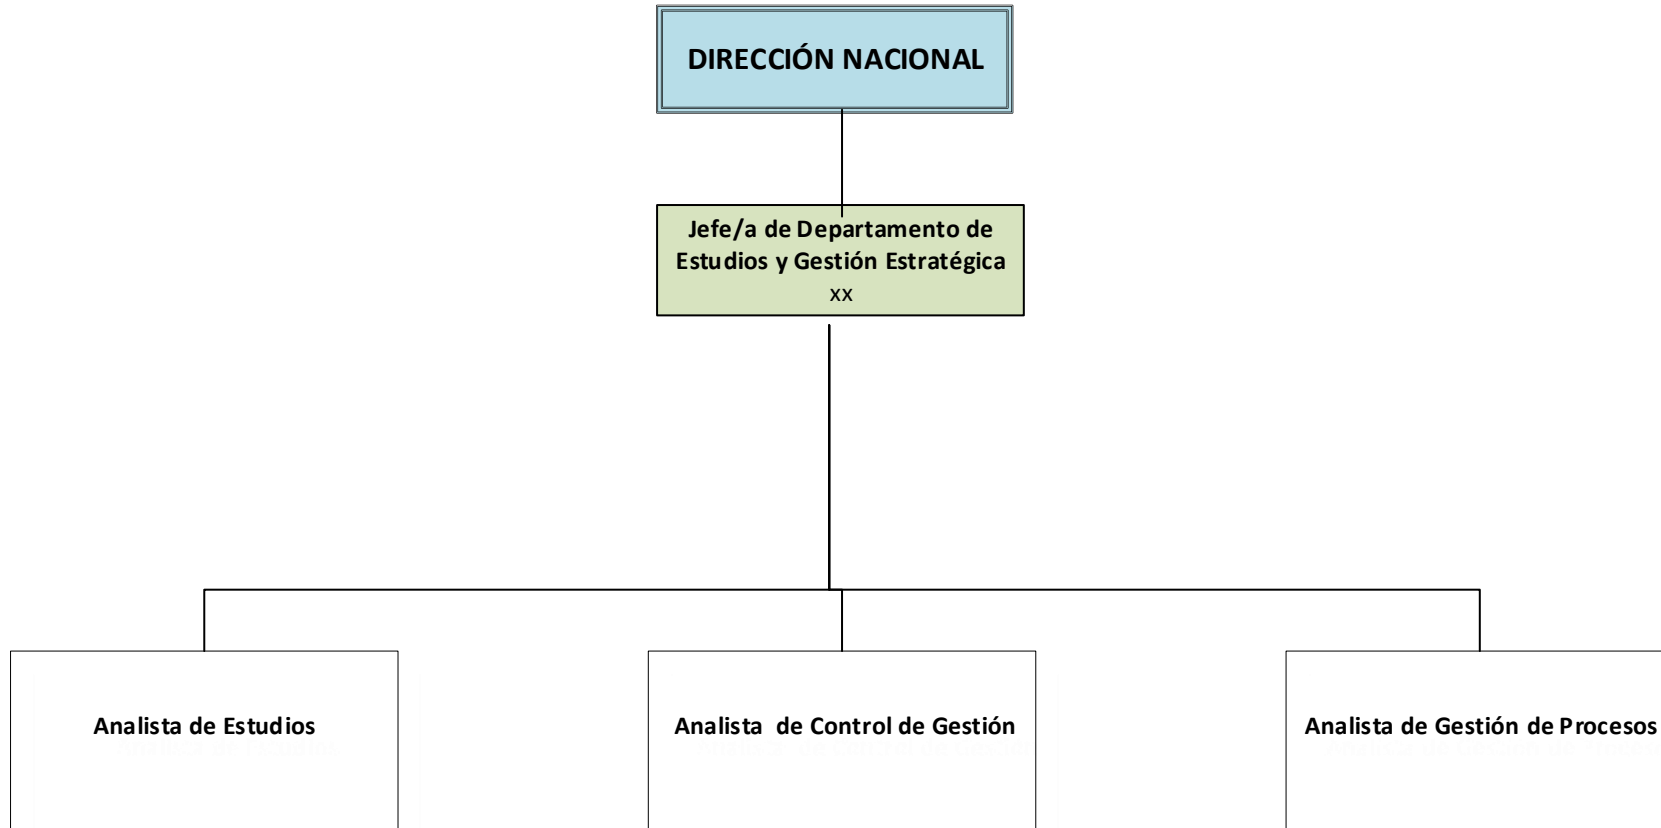 DIRECCIÓN NACIONAL
Jefe/a de Departamento de
Estudios y Gestión Estratégica
xx
Analista de Estudios
Analista de Control de Gestión
Analista de Gestión de Procesos